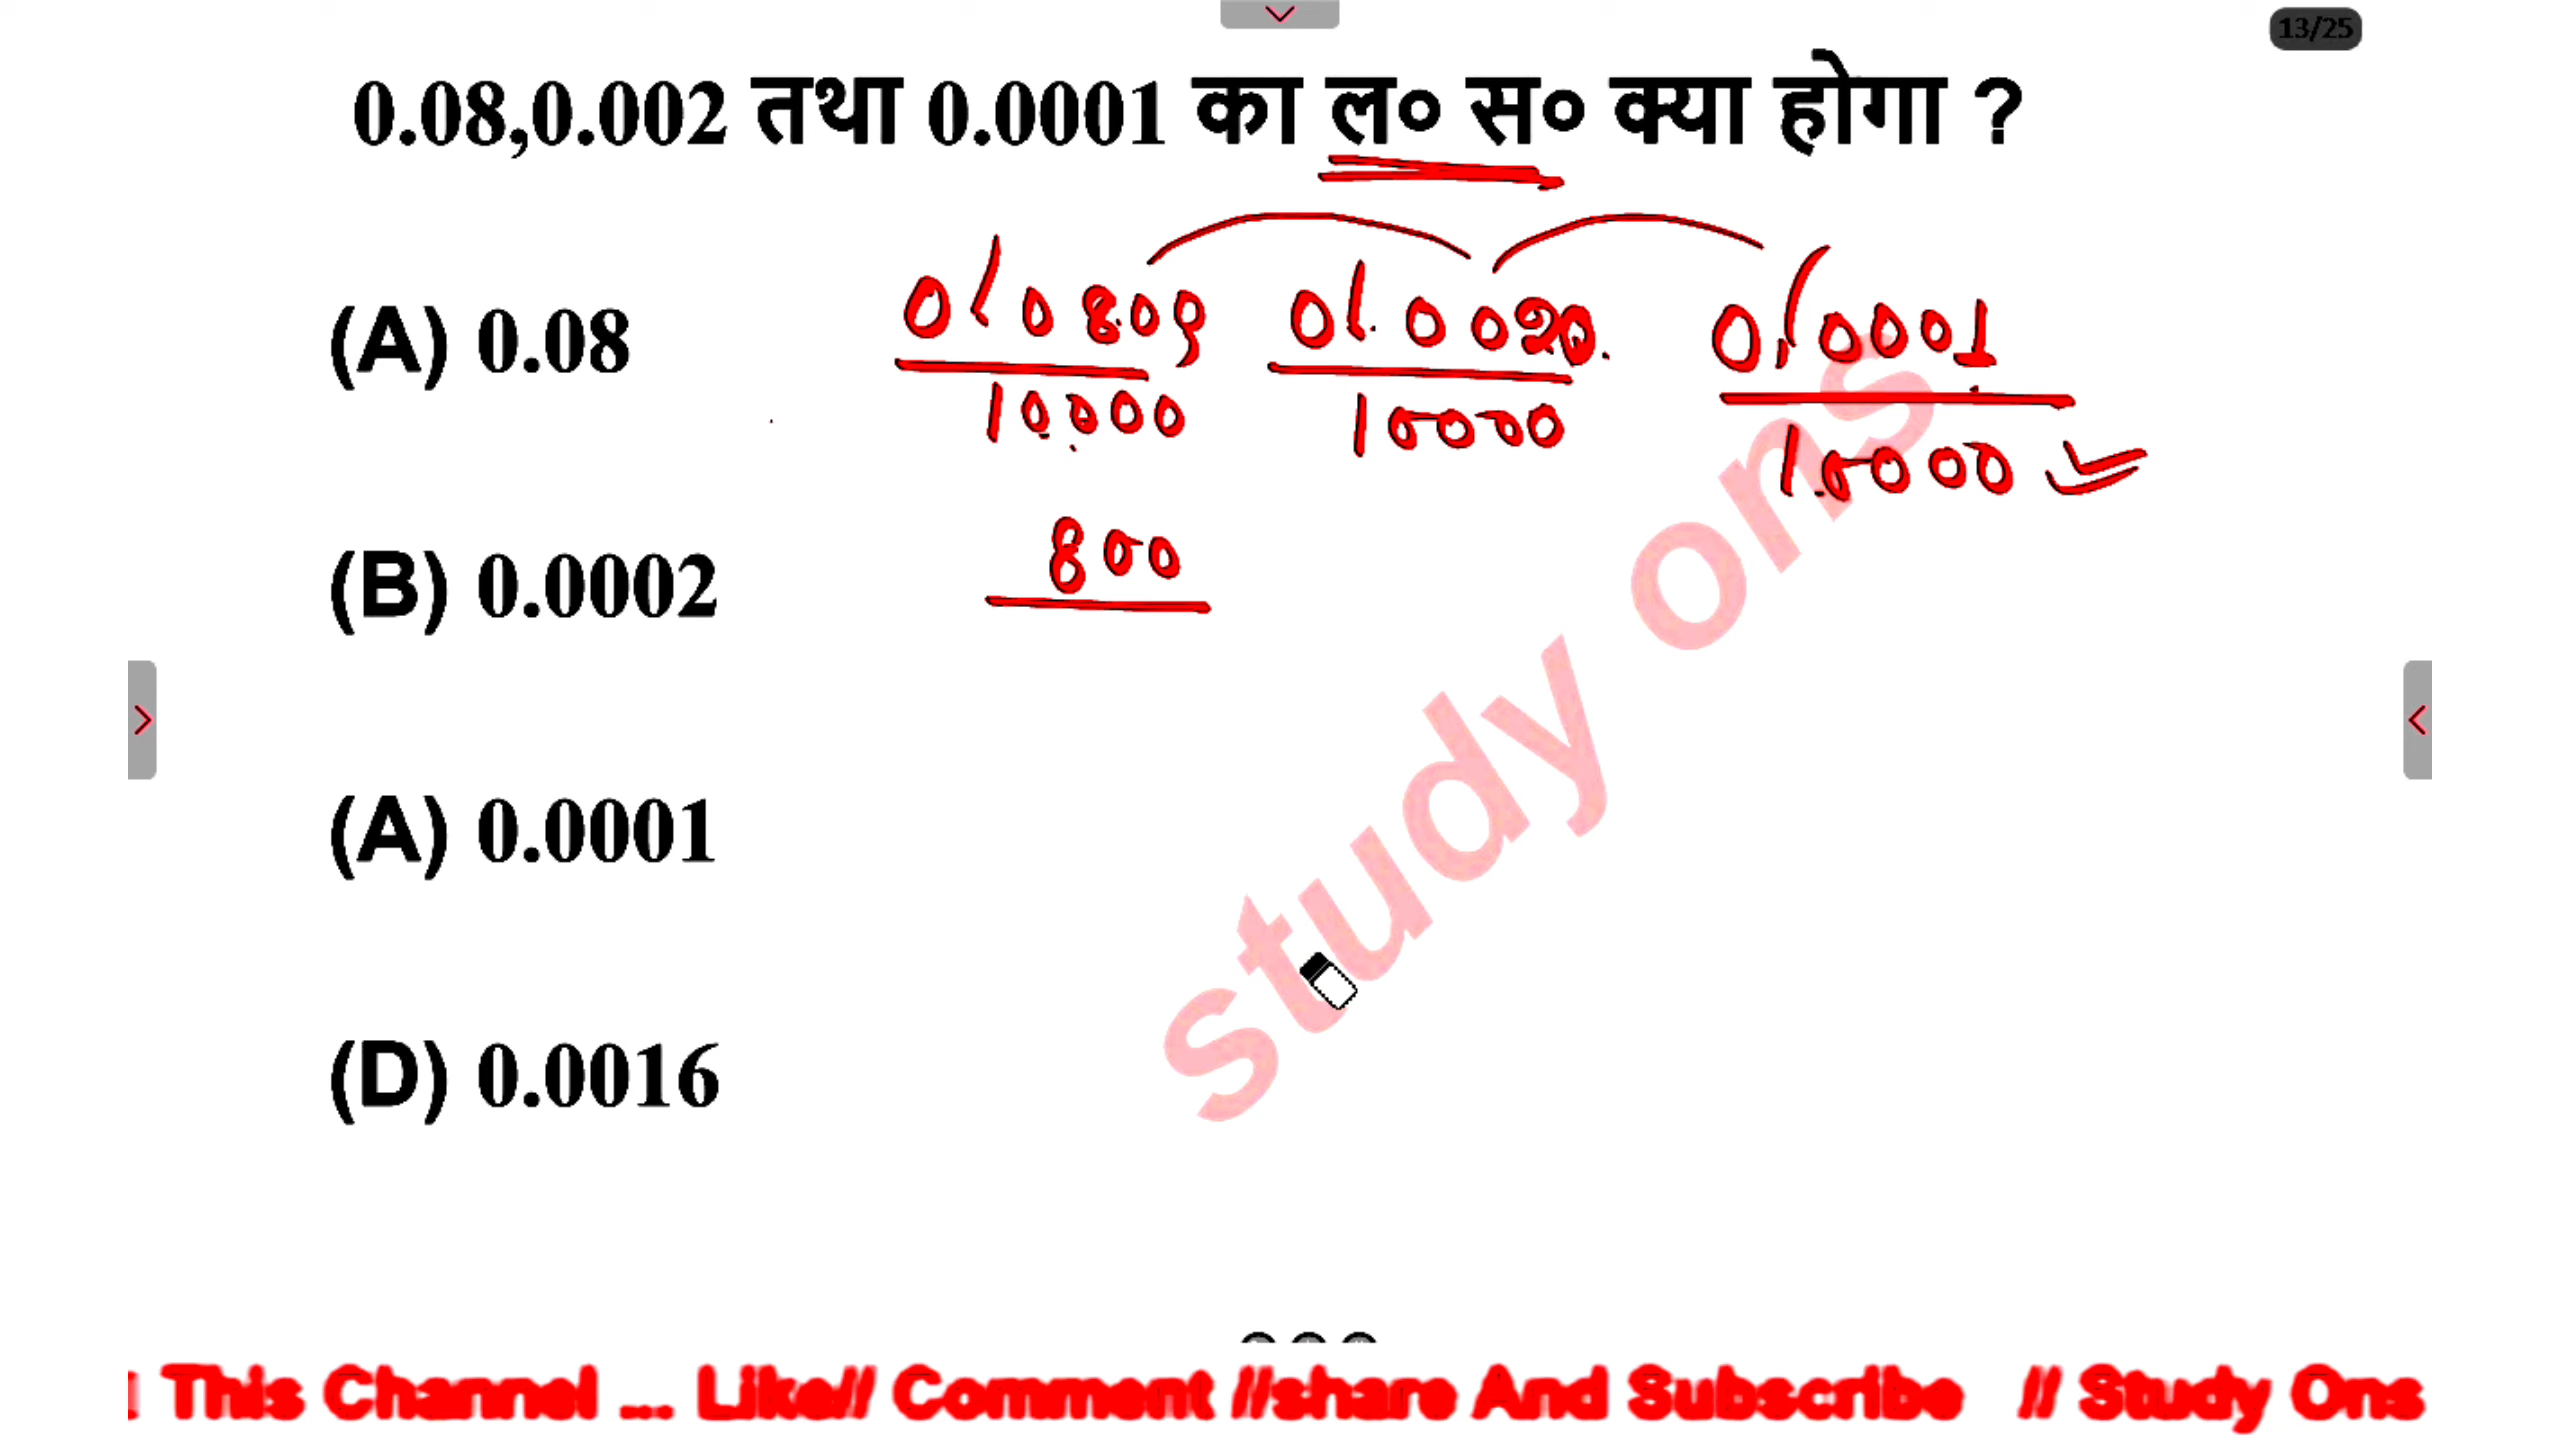 13/25
0.08,0.002 तथा 0.0001 का ल० स० क्या होगा ?
(A) 0.08
0.0800 0.0020 0.0001
10000 10000 10000
(B) 0.0002
800
(A) 0.0001
(D) 0.0016
study ons
This Channel ... Like// Comment //share And Subscribe // Study Ons